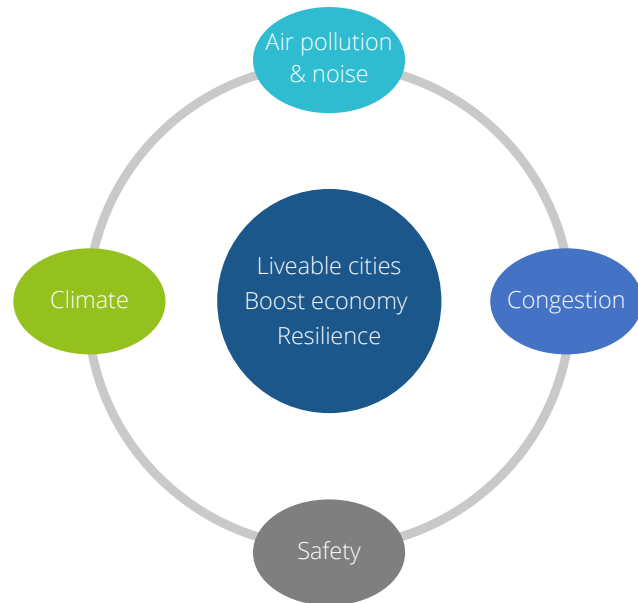 Air pollution
& noise
Climate
Liveable cities
Boost economy
Resilience
Congestion
Safety